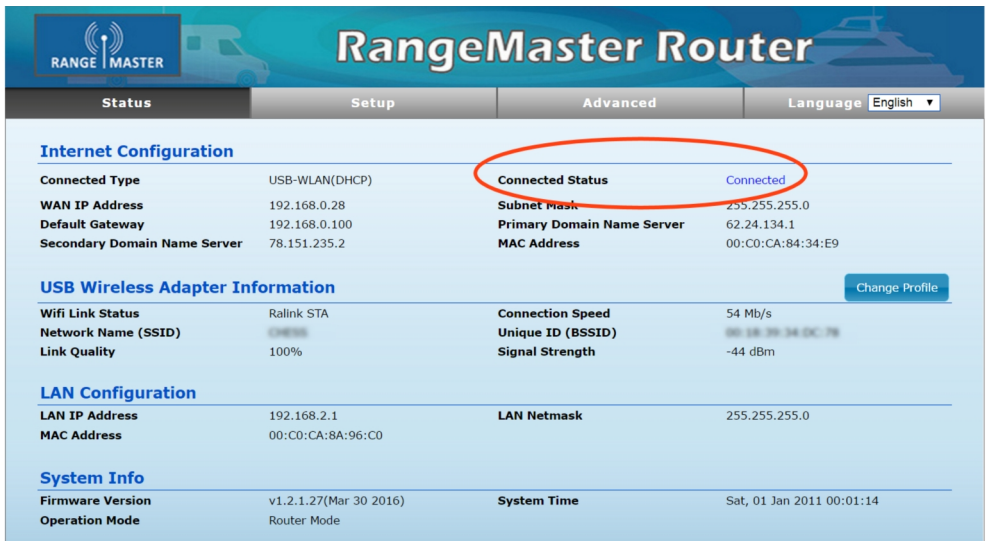 RANGE MASTER
RangeMaster Router
Status Setup Advanced Language English
Internet Configuration
Connected Type USB-WLAN(DHCP) Connected Status Connected
WAN IP Address 192.168.0.28 Subnet Mask 255.255.255.0
Default Gateway 192.168.0.100 Primary Domain Name Server 62.24.134.1
Secondary Domain Name Server 78.151.235.2 MAC Address 00:C0:CA:84:34:E9
USB Wireless Adapter Information Change Profile
Wifi Link Status Ralink STA Connection Speed 54 Mb/s
Network Name (SSID) Unique ID (BSSID)
Link Quality 100% Signal Strength -44 dBm
LAN Configuration
LAN IP Address 192.168.2.1 LAN Netmask 255.255.255.0
MAC Address 00:C0:CA:8A:96:C0
System Info
Firmware Version v1.2.1.27(Mar 30 2016) System Time Sat, 01 Jan 2011 00:01:14
Operation Mode Router Mode